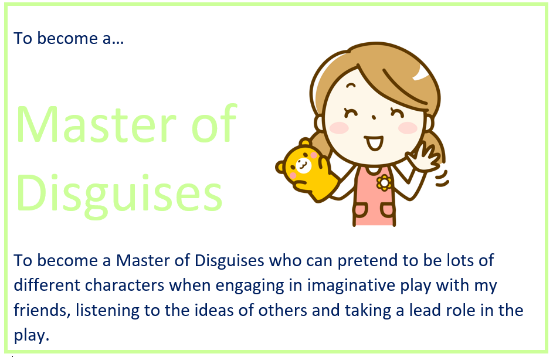 To become a…
Master of
Disguises
To become a Master of Disguises who can pretend to be lots of
different characters when engaging in imaginative play with my
friends, listening to the ideas of others and taking a lead role in the
play.